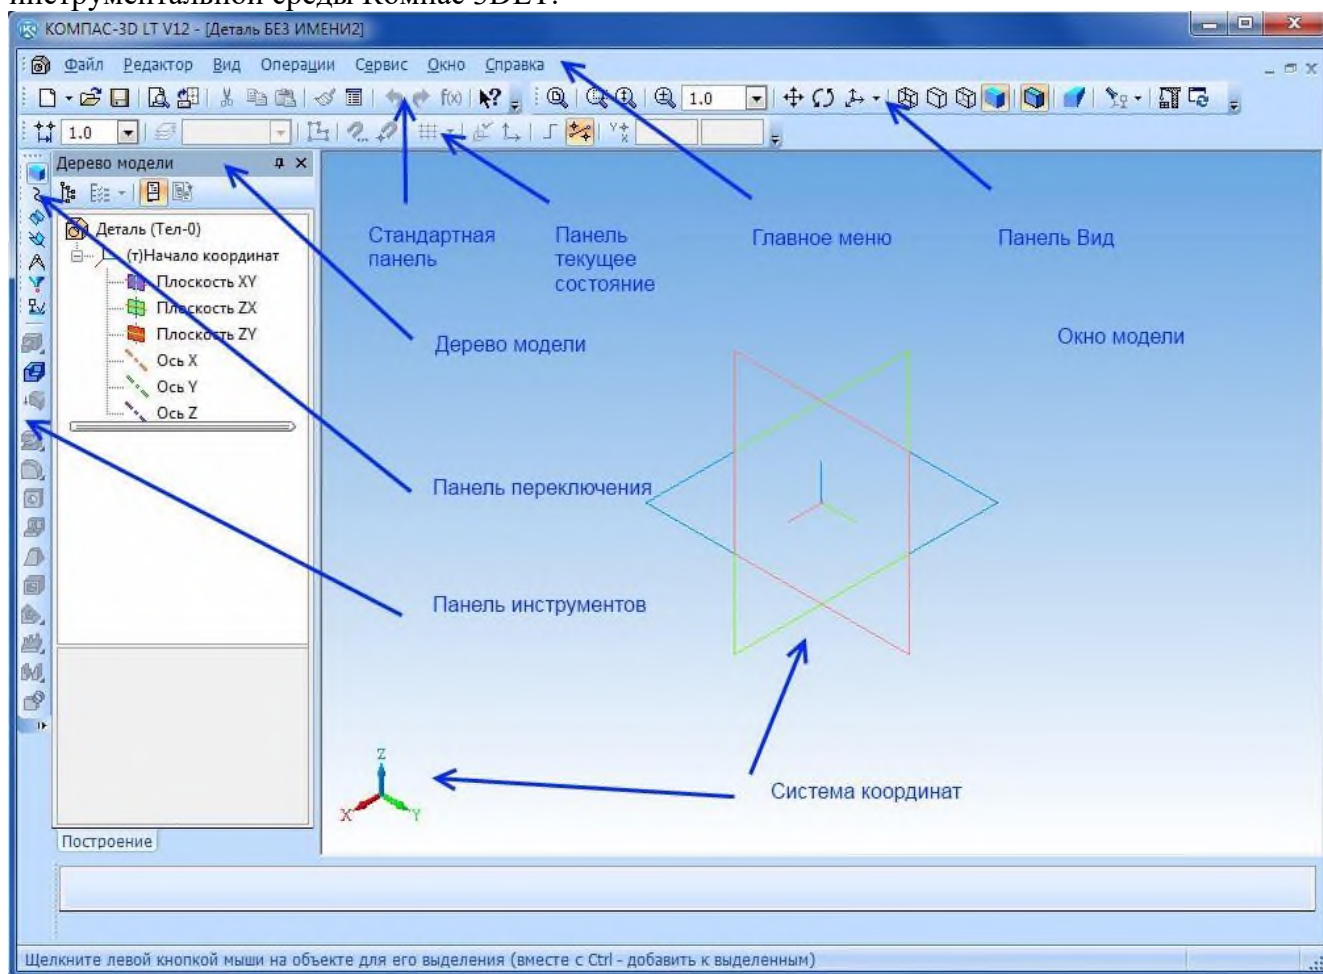 инструментальной среды Компас 3DLT.
КОМПАС-3D LT V12 - [Деталь БЕЗ ИМЕНИ2]
Файл Редактор Вид Операции Сервис Окно Справка
f(x) 1.0
1.0
Дерево модели
Деталь (Тел-0)
(т)Начало координат
Плоскость XY
Плоскость ZX
Плоскость ZY
Ось X
Ось Y
Ось Z
Стандартная
панель
Панель
текущее
состояние
Главное меню
Панель Вид
Дерево модели
Окно модели
Панель переключения
Панель инструментов
Система координат
Z
X
Y
Построение
Щелкните левой кнопкой мыши на объекте для его выделения (вместе с Ctrl - добавить к выделенным)